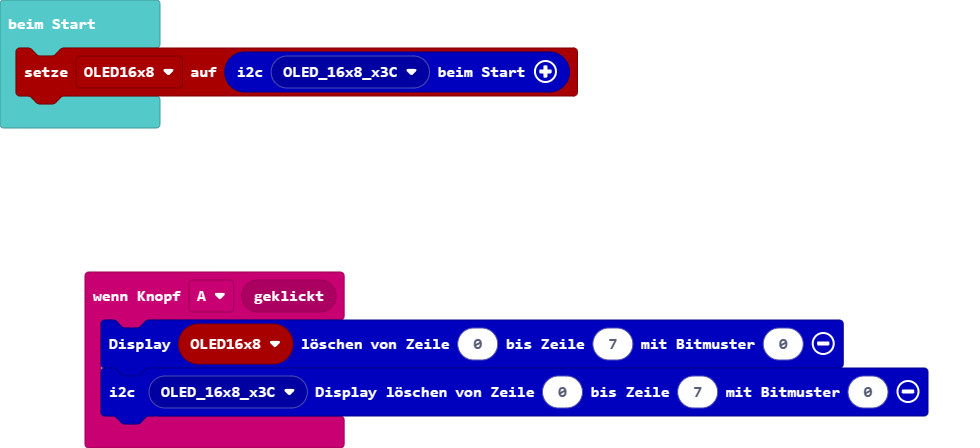 beim Start
setze OLED16x8 auf i2c OLED_16x8_x3C beim Start
wenn Knopf A geklickt
Display OLED16x8 löschen von Zeile 0 bis Zeile 7 mit Bitmuster 0
i2c OLED_16x8_x3C Display löschen von Zeile 0 bis Zeile 7 mit Bitmuster 0